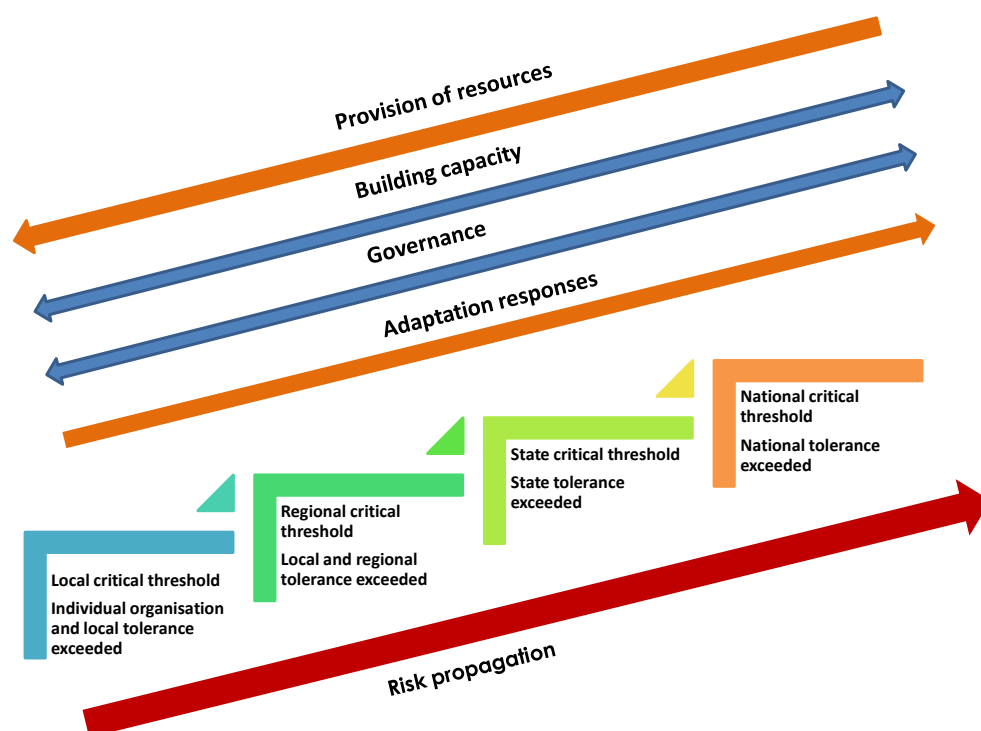 Provision of resources
Building capacity
Governance
Adaptation responses
National critical
threshold
National tolerance
exceeded
State critical threshold
State tolerance
exceeded
Regional critical
threshold
Local and regional
tolerance exceeded
Local critical threshold
Individual organisation
and local tolerance
exceeded
Risk propagation